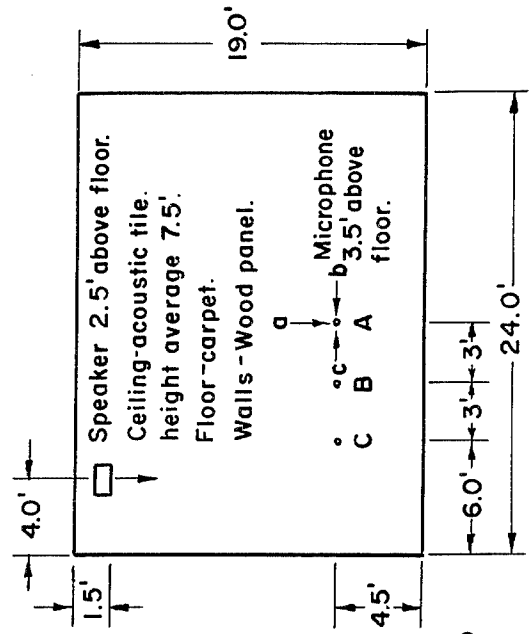 4.0'
1.5'
Speaker 2.5' above floor.
Ceiling-acoustic tile.
height average 7.5'.
Floor-carpet.
Walls-Wood panel.
19.0'
a
c
b
Microphone
3.5' above
floor.
C
B
A
4.5'
6.0'
3'
3'
24.0'